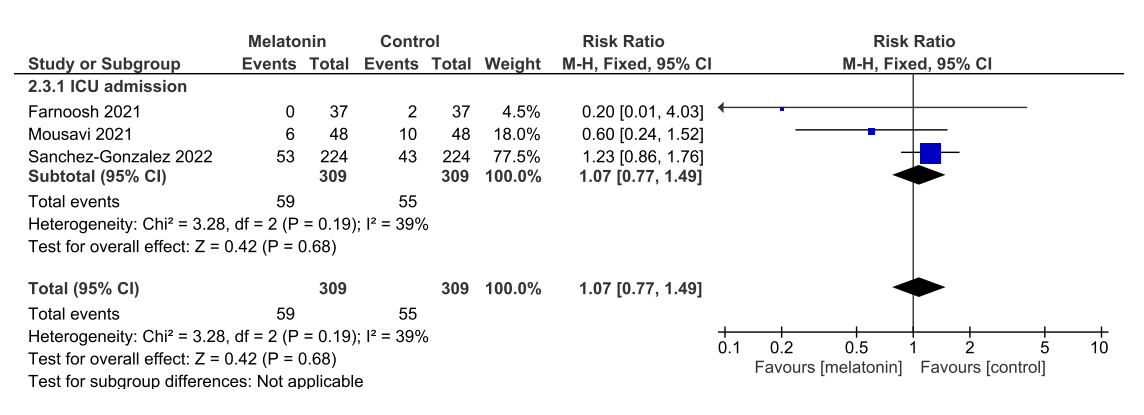 Melatonin Control Risk Ratio Risk Ratio
Study or Subgroup Events Total Events Total Weight M-H, Fixed, 95% CI M-H, Fixed, 95% CI
2.3.1 ICU admission
Farnoosh 2021 0 37 2 37 4.5% 0.20 [0.01, 4.03]
Mousavi 2021 6 48 10 48 18.0% 0.60 [0.24, 1.52]
Sanchez-Gonzalez 2022 53 224 43 224 77.5% 1.23 [0.86, 1.76]
Subtotal (95% CI) 309 309 100.0% 1.07 [0.77, 1.49]
Total events 59 55
Heterogeneity: Chi² = 3.28, df = 2 (P = 0.19); I² = 39%
Test for overall effect: Z = 0.42 (P = 0.68)
Total (95% CI) 309 309 100.0% 1.07 [0.77, 1.49]
Total events 59 55
Heterogeneity: Chi² = 3.28, df = 2 (P = 0.19); I² = 39%
Test for overall effect: Z = 0.42 (P = 0.68)
Test for subgroup differences: Not applicable
0.1 0.2 0.5 1 2 5 10
Favours [melatonin] Favours [control]